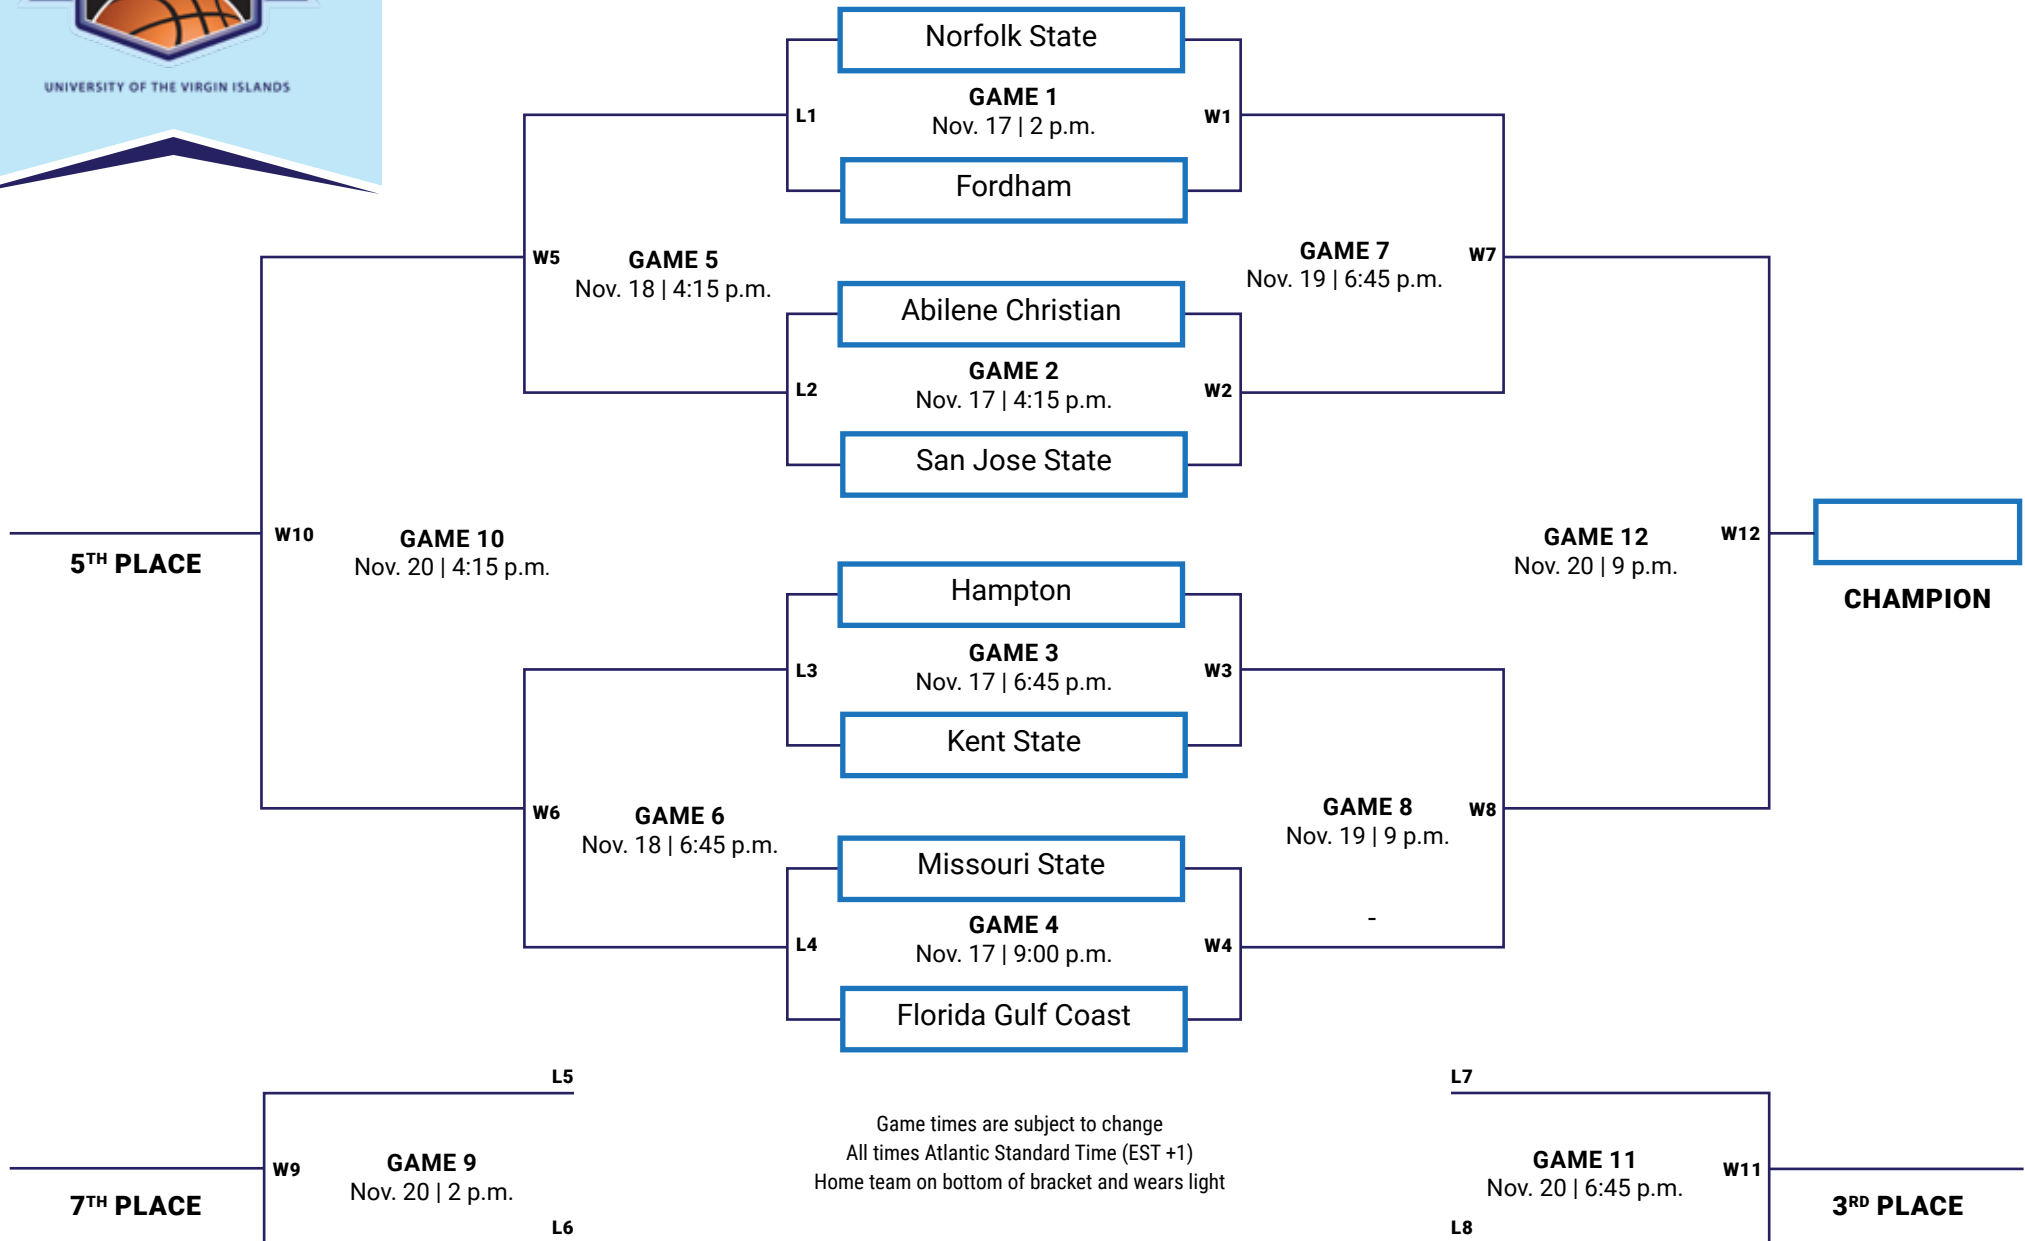 UNIVERSITY OF THE VIRGIN ISLANDS
Norfolk State
L1
GAME 1
Nov. 17 | 2 p.m.
W1
Fordham
W5
GAME 5
Nov. 18 | 4:15 p.m.
GAME 7
Nov. 19 | 6:45 p.m.
W7
Abilene Christian
L2
GAME 2
Nov. 17 | 4:15 p.m.
W2
San Jose State
5TH PLACE
W10
GAME 10
Nov. 20 | 4:15 p.m.
GAME 12
Nov. 20 | 9 p.m.
W12
CHAMPION
Hampton
L3
GAME 3
Nov. 17 | 6:45 p.m.
W3
Kent State
W6
GAME 6
Nov. 18 | 6:45 p.m.
GAME 8
Nov. 19 | 9 p.m.
W8
-
Missouri State
L4
GAME 4
Nov. 17 | 9:00 p.m.
W4
Florida Gulf Coast
L5
W9
GAME 9
Nov. 20 | 2 p.m.
7TH PLACE
L6
Game times are subject to change
All times Atlantic Standard Time (EST +1)
Home team on bottom of bracket and wears light
L7
GAME 11
Nov. 20 | 6:45 p.m.
W11
3RD PLACE
L8